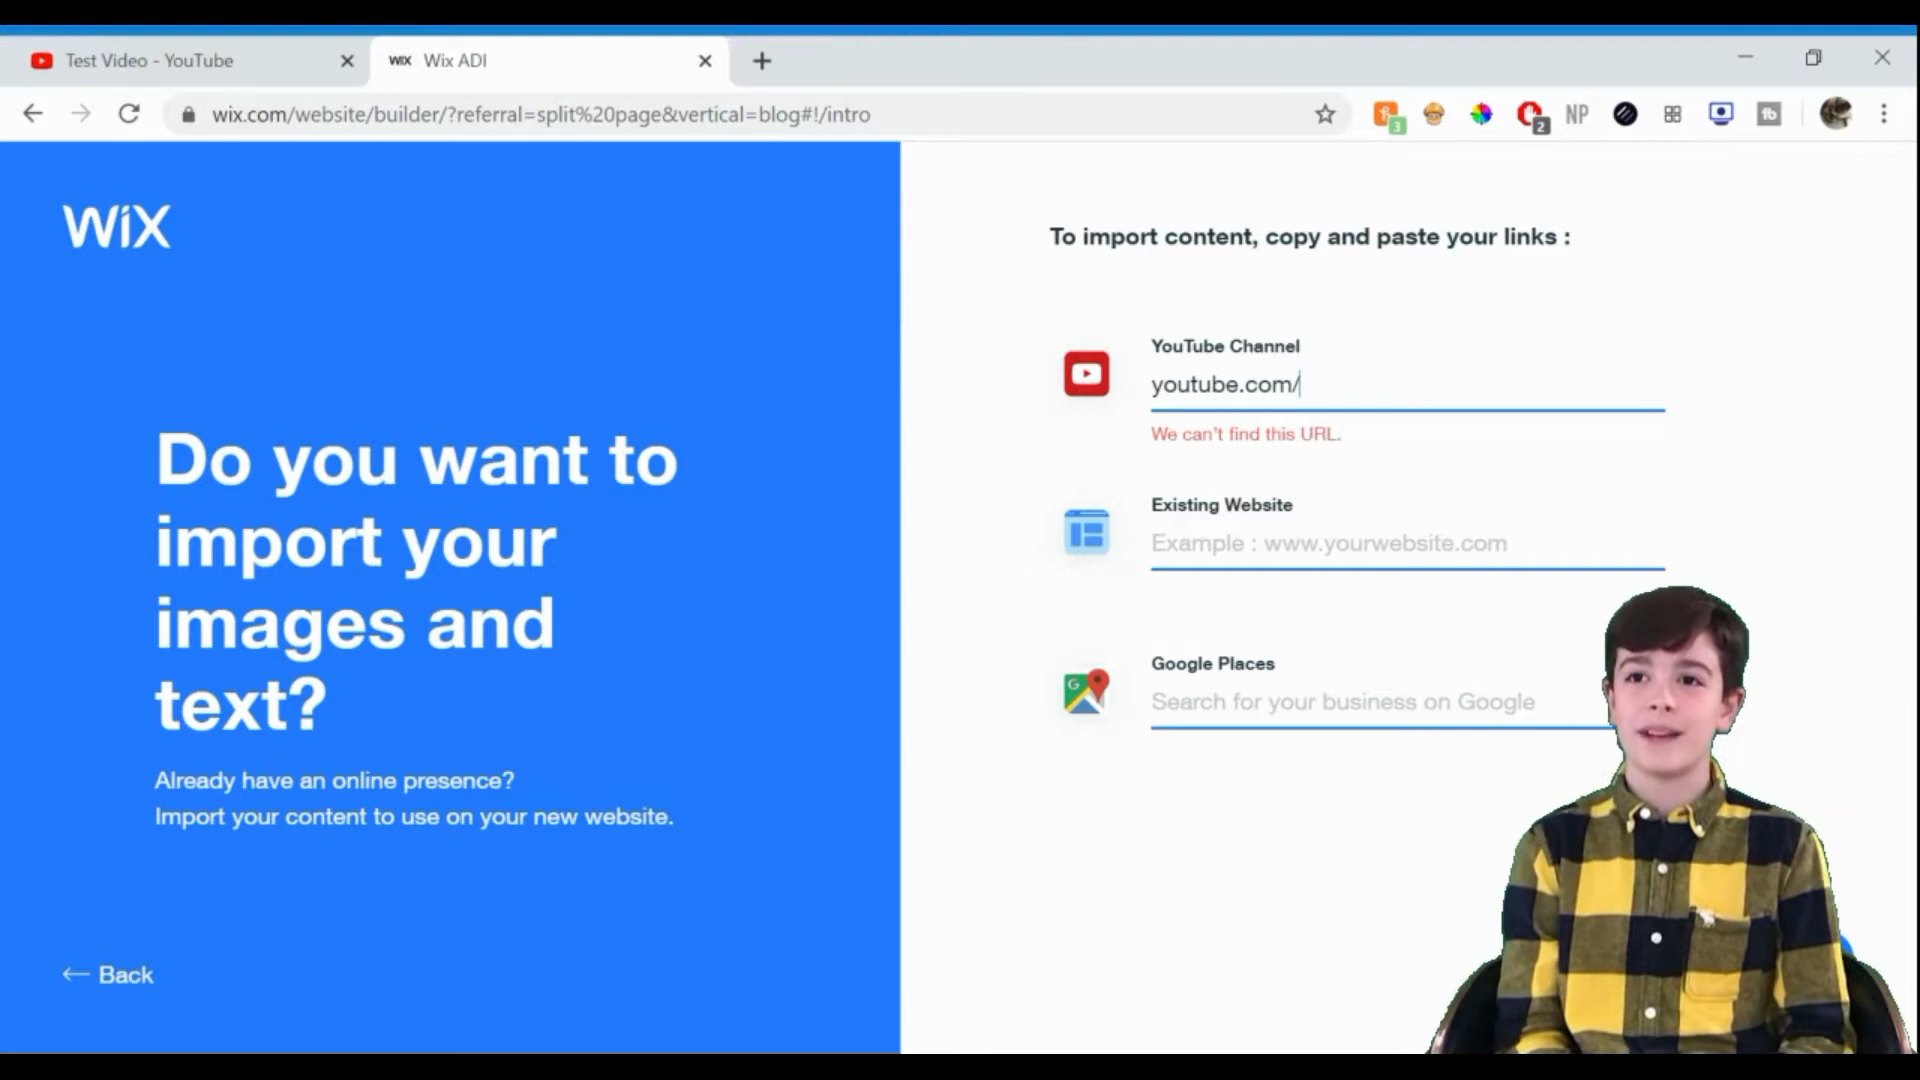 Test Video - YouTube
WIX Wix ADI
wix.com/website/builder/?referral=split%20page&vertical=blog#!/intro
3
2
NP
WiX
Do you want to
import your
images and
text?
Already have an online presence?
Import your content to use on your new website.
Back
To import content, copy and paste your links :
YouTube Channel
youtube.com/
We can't find this URL.
Existing Website
Example : www.yourwebsite.com
Google Places
G
Search for your business on Google